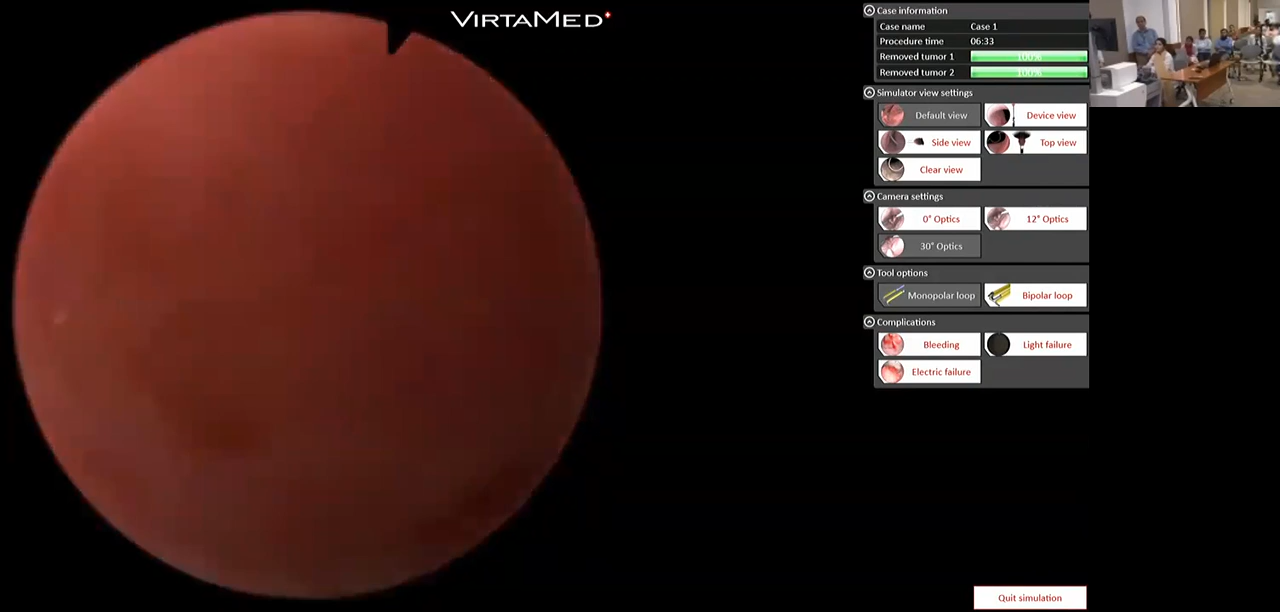 VIRTAMED
Case information
Case name Case 1
Procedure time 06:33
Removed tumor 1 100%
Removed tumor 2 100%
Simulator view settings
Default view Device view
Side view Top view
Clear view
Camera settings
0° Optics 12° Optics
30° Optics
Tool options
Monopolar loop Bipolar loop
Complications
Bleeding Light failure
Electric failure
Quit simulation